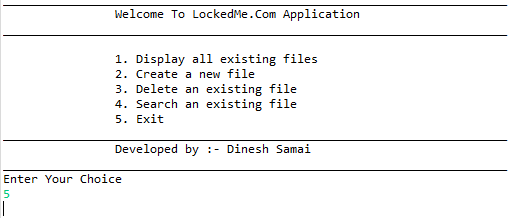 Welcome To LockedMe.Com Application
1. Display all existing files
2. Create a new file
3. Delete an existing file
4. Search an existing file
5. Exit
Developed by :- Dinesh Samai
Enter Your Choice
5